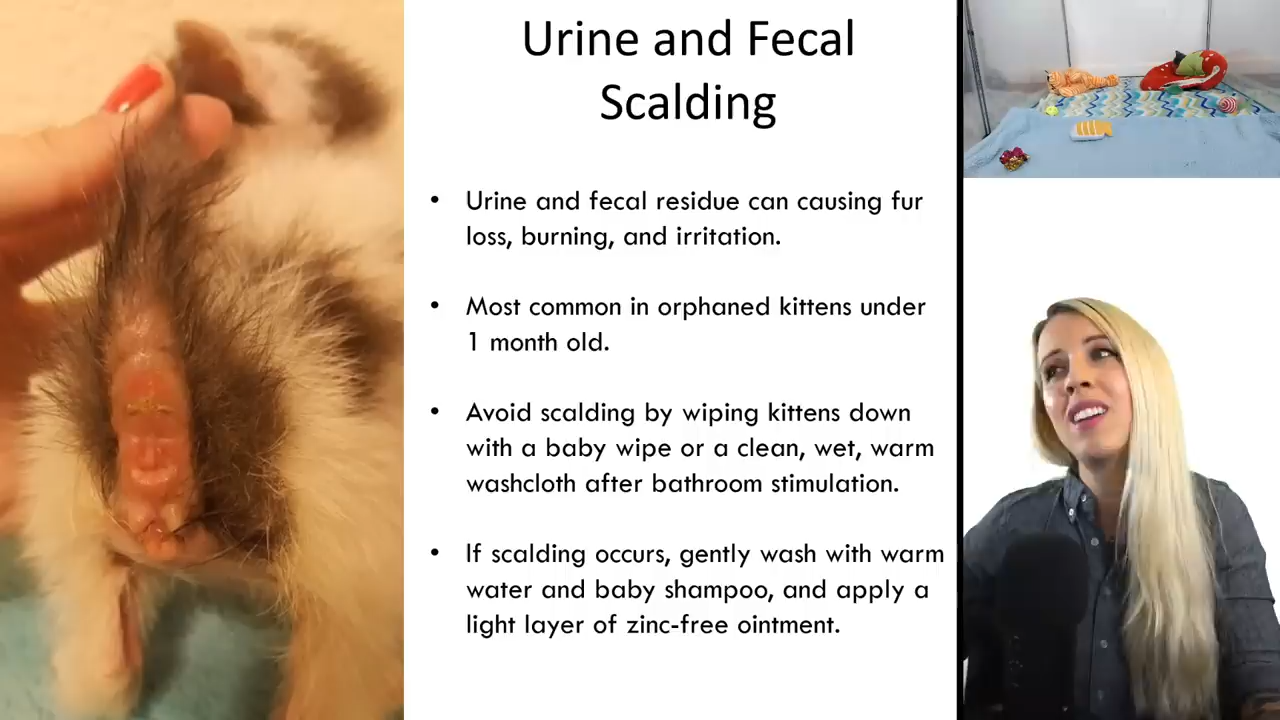 Urine and Fecal
Scalding
• Urine and fecal residue can causing fur
loss, burning, and irritation.
• Most common in orphaned kittens under
1 month old.
• Avoid scalding by wiping kittens down
with a baby wipe or a clean, wet, warm
washcloth after bathroom stimulation.
• If scalding occurs, gently wash with warm
water and baby shampoo, and apply a
light layer of zinc-free ointment.